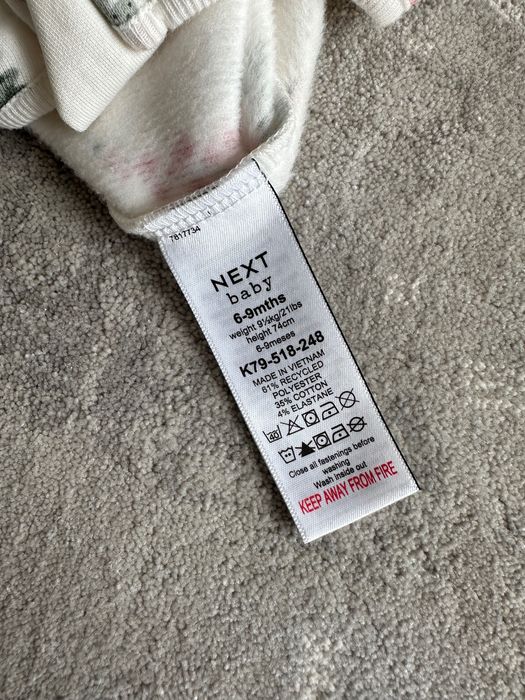 7817734
NEXT
baby
6-9mths
weight 9½kg/21lbs
height 74cm
6-9meses
K79-518-248
MADE IN VIETNAM
61% RECYCLED
POLYESTER
35% COTTON
4% ELASTANE
40
Close all fastenings before
washing
Wash inside out
KEEP AWAY FROM FIRE